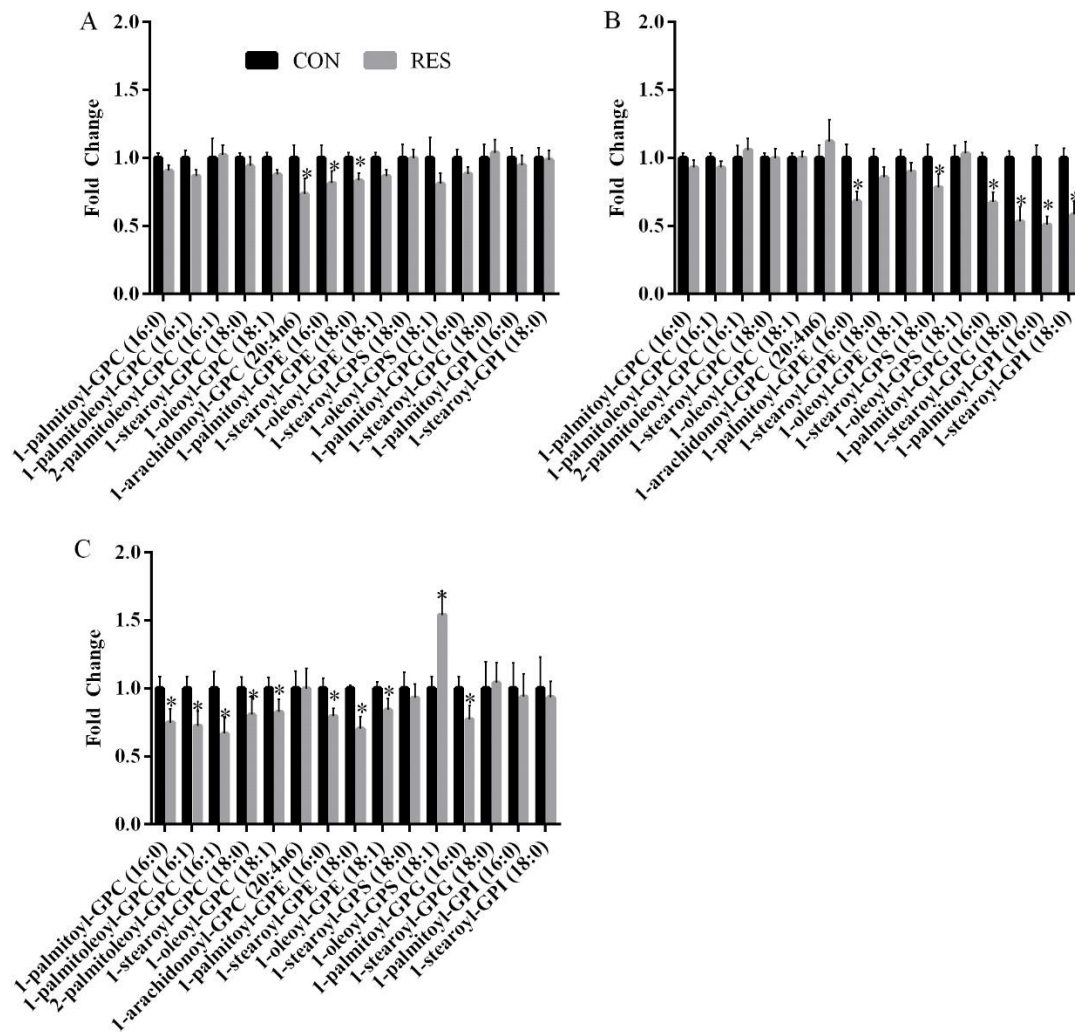 A
2.0
1.5
1.0
0.5
0.0
Fold Change
CON
RES
*
*
*
1-palmitoyl-GPC (16:0)
1-palmitoleoyl-GPC (16:1)
2-palmitoleoyl-GPC (16:1)
1-stearoyl-GPC (18:0)
1-oleoyl-GPC (18:1)
1-arachidonoyl-GPC (20:4n6)
1-palmitoyl-GPE (16:0)
1-stearoyl-GPE (18:0)
1-oleoyl-GPE (18:1)
1-stearoyl-GPS (18:0)
1-oleoyl-GPS (18:1)
1-palmitoyl-GPG (16:0)
1-stearoyl-GPG (18:0)
1-palmitoyl-GPI (16:0)
1-stearoyl-GPI (18:0)
B
2.0
1.5
1.0
0.5
0.0
Fold Change
*
*
*
*
*
*
1-palmitoyl-GPC (16:0)
1-palmitoleoyl-GPC (16:1)
2-palmitoleoyl-GPC (16:1)
1-stearoyl-GPC (18:0)
1-oleoyl-GPC (18:1)
1-arachidonoyl-GPC (20:4n6)
1-palmitoyl-GPE (16:0)
1-stearoyl-GPE (18:0)
1-oleoyl-GPE (18:1)
1-stearoyl-GPS (18:0)
1-oleoyl-GPS (18:1)
1-palmitoyl-GPG (16:0)
1-stearoyl-GPG (18:0)
1-palmitoyl-GPI (16:0)
1-stearoyl-GPI (18:0)
C
2.0
1.5
1.0
0.5
0.0
Fold Change
*
*
*
*
*
*
*
*
*
*
1-palmitoyl-GPC (16:0)
1-palmitoleoyl-GPC (16:1)
2-palmitoleoyl-GPC (16:1)
1-stearoyl-GPC (18:0)
1-oleoyl-GPC (18:1)
1-arachidonoyl-GPC (20:4n6)
1-palmitoyl-GPE (16:0)
1-stearoyl-GPE (18:0)
1-oleoyl-GPE (18:1)
1-stearoyl-GPS (18:0)
1-oleoyl-GPS (18:1)
1-palmitoyl-GPG (16:0)
1-stearoyl-GPG (18:0)
1-palmitoyl-GPI (16:0)
1-stearoyl-GPI (18:0)